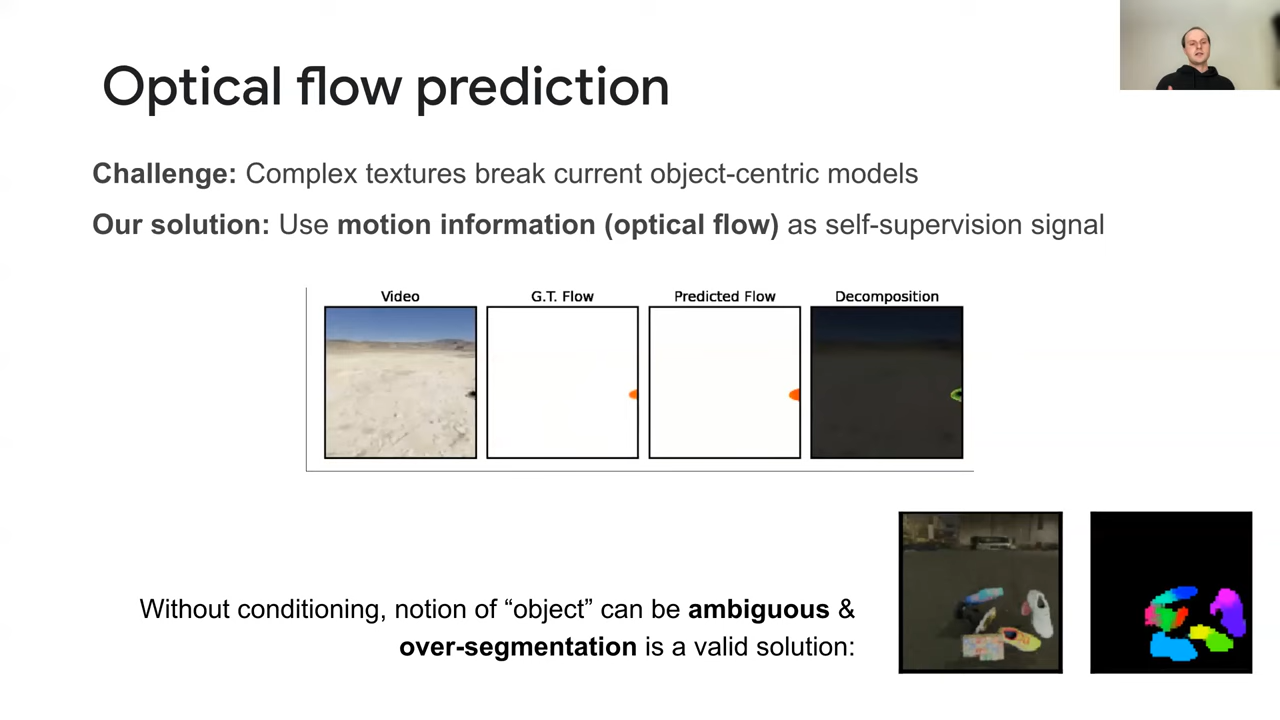 Optical flow prediction
Challenge: Complex textures break current object-centric models
Our solution: Use motion information (optical flow) as self-supervision signal
Video G.T. Flow Predicted Flow Decomposition
Without conditioning, notion of “object” can be ambiguous &
over-segmentation is a valid solution: